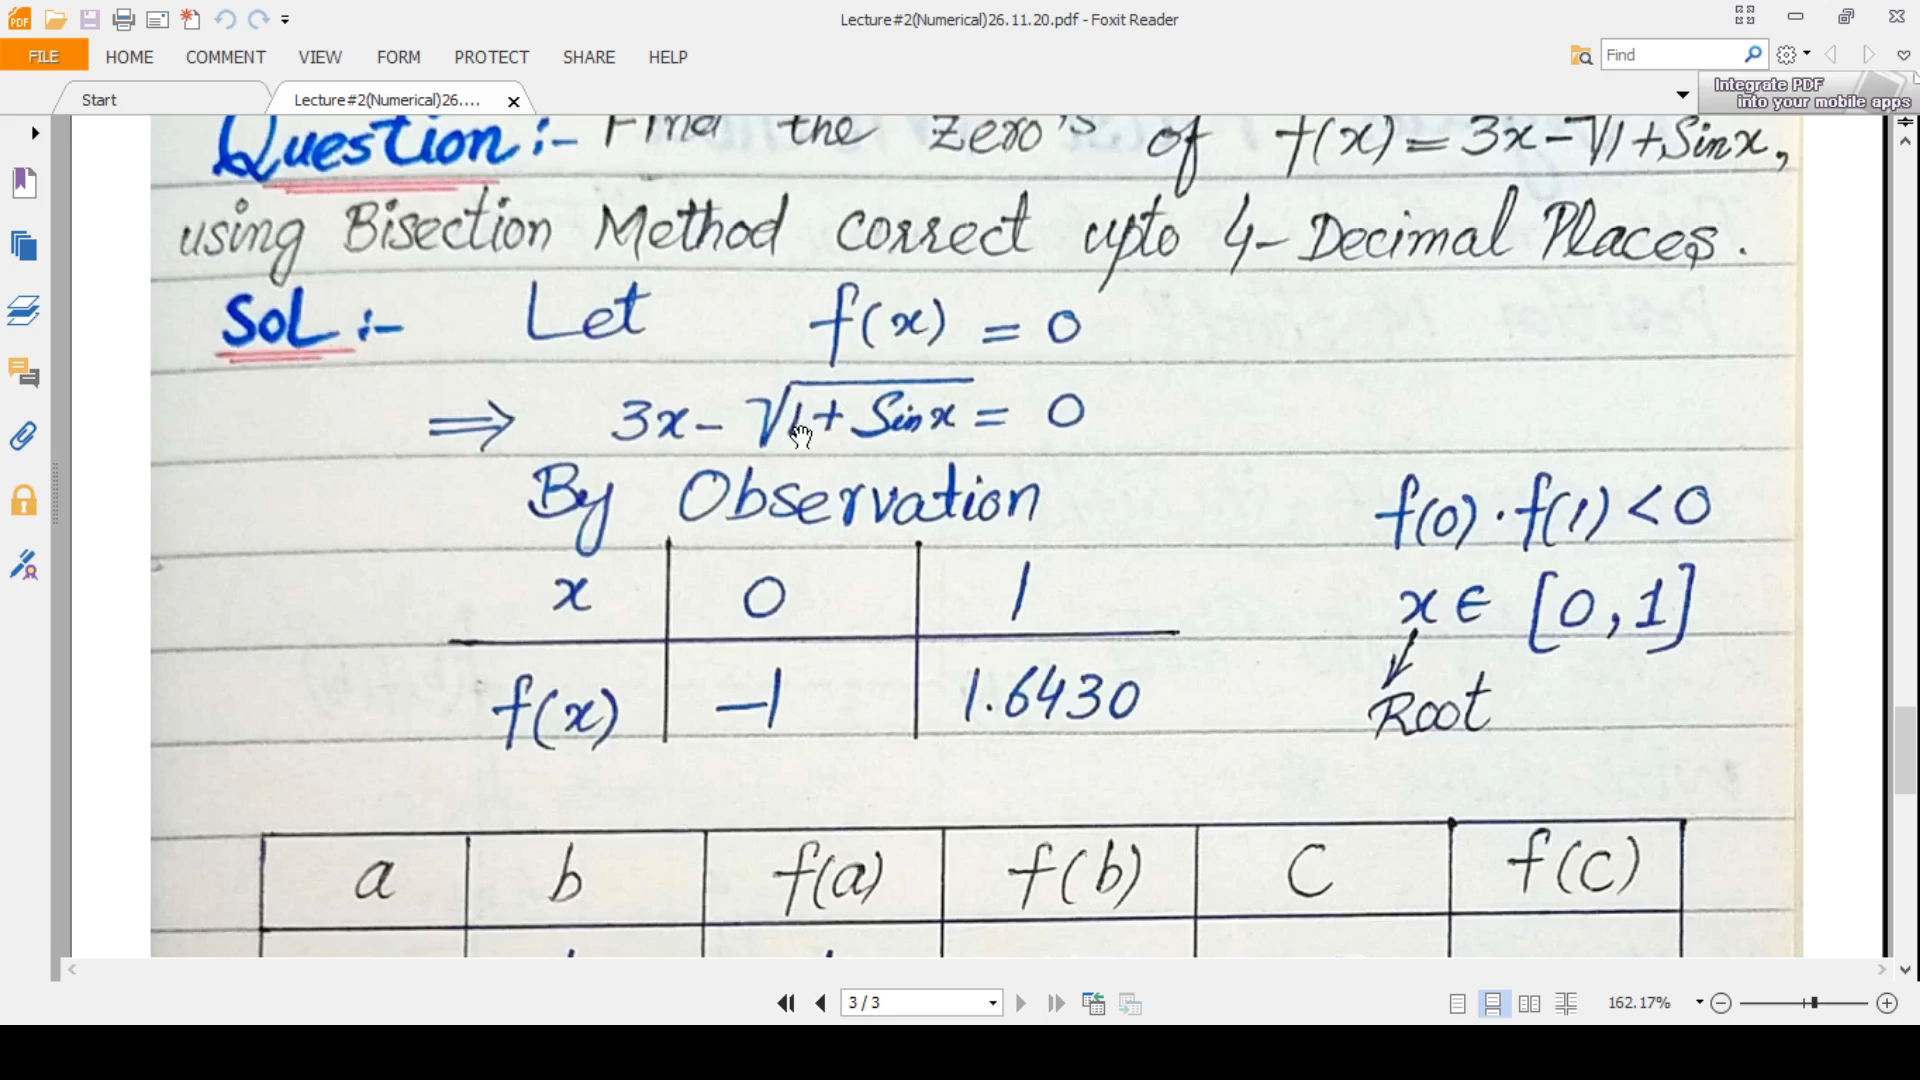 Lecture#2(Numerical)26.11.20.pdf - Foxit Reader
FILE HOME COMMENT VIEW FORM PROTECT SHARE HELP
Find
Start Lecture#2(Numerical)26....
Integrate PDF
into your mobile apps
Question:- Find the Zero's of f(x) = 3x-√1+Sinx,
using Bisection Method correct upto 4-Decimal Places.
SoL:- Let f(x) = 0
⇒ 3x - √1+ Sinx = 0
By Observation
f(0) . f(1) < 0
x 0 1
x ∈ [0,1]
f(x) -1 1.6430
Root
a b f(a) f(b) C f(c)
3 / 3
162.17%